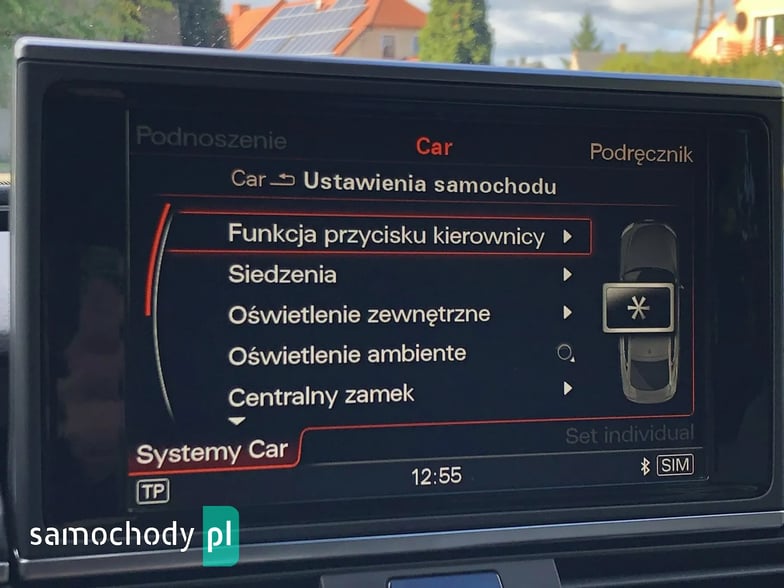 Podnoszenie
Car
Podręcznik
Car Ustawienia samochodu
Funkcja przycisku kierownicy
Siedzenia
Oświetlenie zewnętrzne
Oświetlenie ambiente
Centralny zamek
Set individual
Systemy Car
12:55
SIM
TP
samochody pl